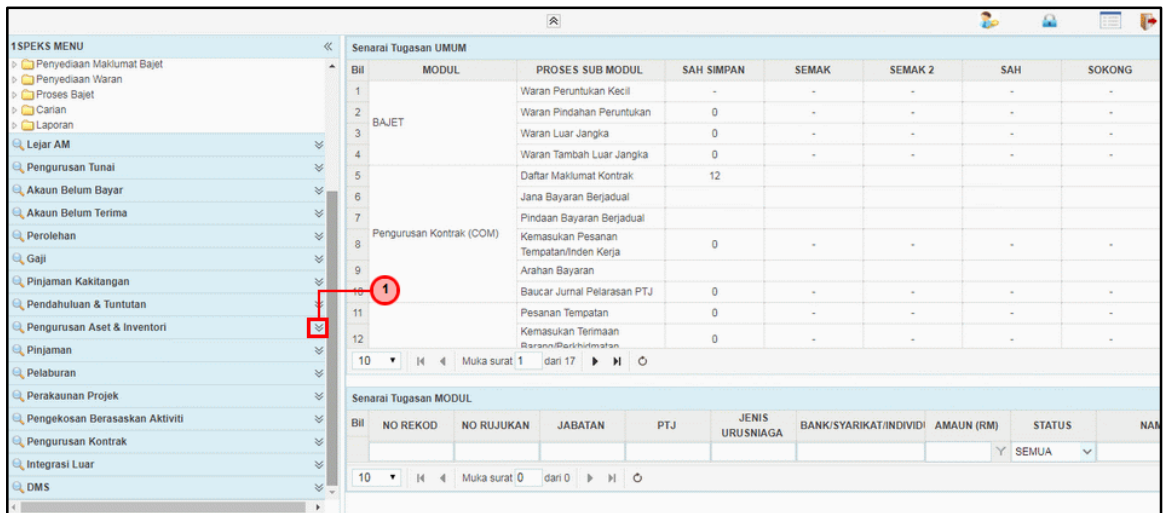 1SPEKS MENU
Penyediaan Maklumat Bajet
Penyediaan Waran
Proses Bajet
Carian
Laporan
Lejar AM
Pengurusan Tunai
Akaun Belum Bayar
Akaun Belum Terima
Perolehan
Gaji
Pinjaman Kakitangan
Pendahuluan & Tuntutan
Pengurusan Aset & Inventori
Pinjaman
Pelaburan
Perakaunan Projek
Pengekosan Berasaskan Aktiviti
Pengurusan Kontrak
Integrasi Luar
DMS
1
Senarai Tugasan UMUM
Bil MODUL PROSES SUB MODUL SAH SIMPAN SEMAK SEMAK 2 SAH SOKONG
1 Waran Peruntukan Kecil - - - - -
2 BAJET Waran Pindahan Peruntukan 0 - - - -
3 Waran Luar Jangka 0 - - - -
4 Waran Tambah Luar Jangka 0 - - - -
5 Daftar Maklumat Kontrak 12
6 Jana Bayaran Berjadual
7 Pindaan Bayaran Berjadual
8 Pengurusan Kontrak (COM) Kemasukan Pesanan
Tempatan/Inden Kerja 0 - - - -
9 Arahan Bayaran
10 Baucar Jurnal Pelarasan PTJ 0 - - - -
11 Pesanan Tempatan 0 - - - -
12 Kemasukan Terimaan
Barang/Perkhidmatan 0 - - - -
10 Muka surat 1 dari 17
Senarai Tugasan MODUL
Bil NO REKOD NO RUJUKAN JABATAN PTJ JENIS
URUSNIAGA BANK/SYARIKAT/INDIVIDU AMAUN (RM) STATUS NAM
SEMUA
10 Muka surat 0 dari 0